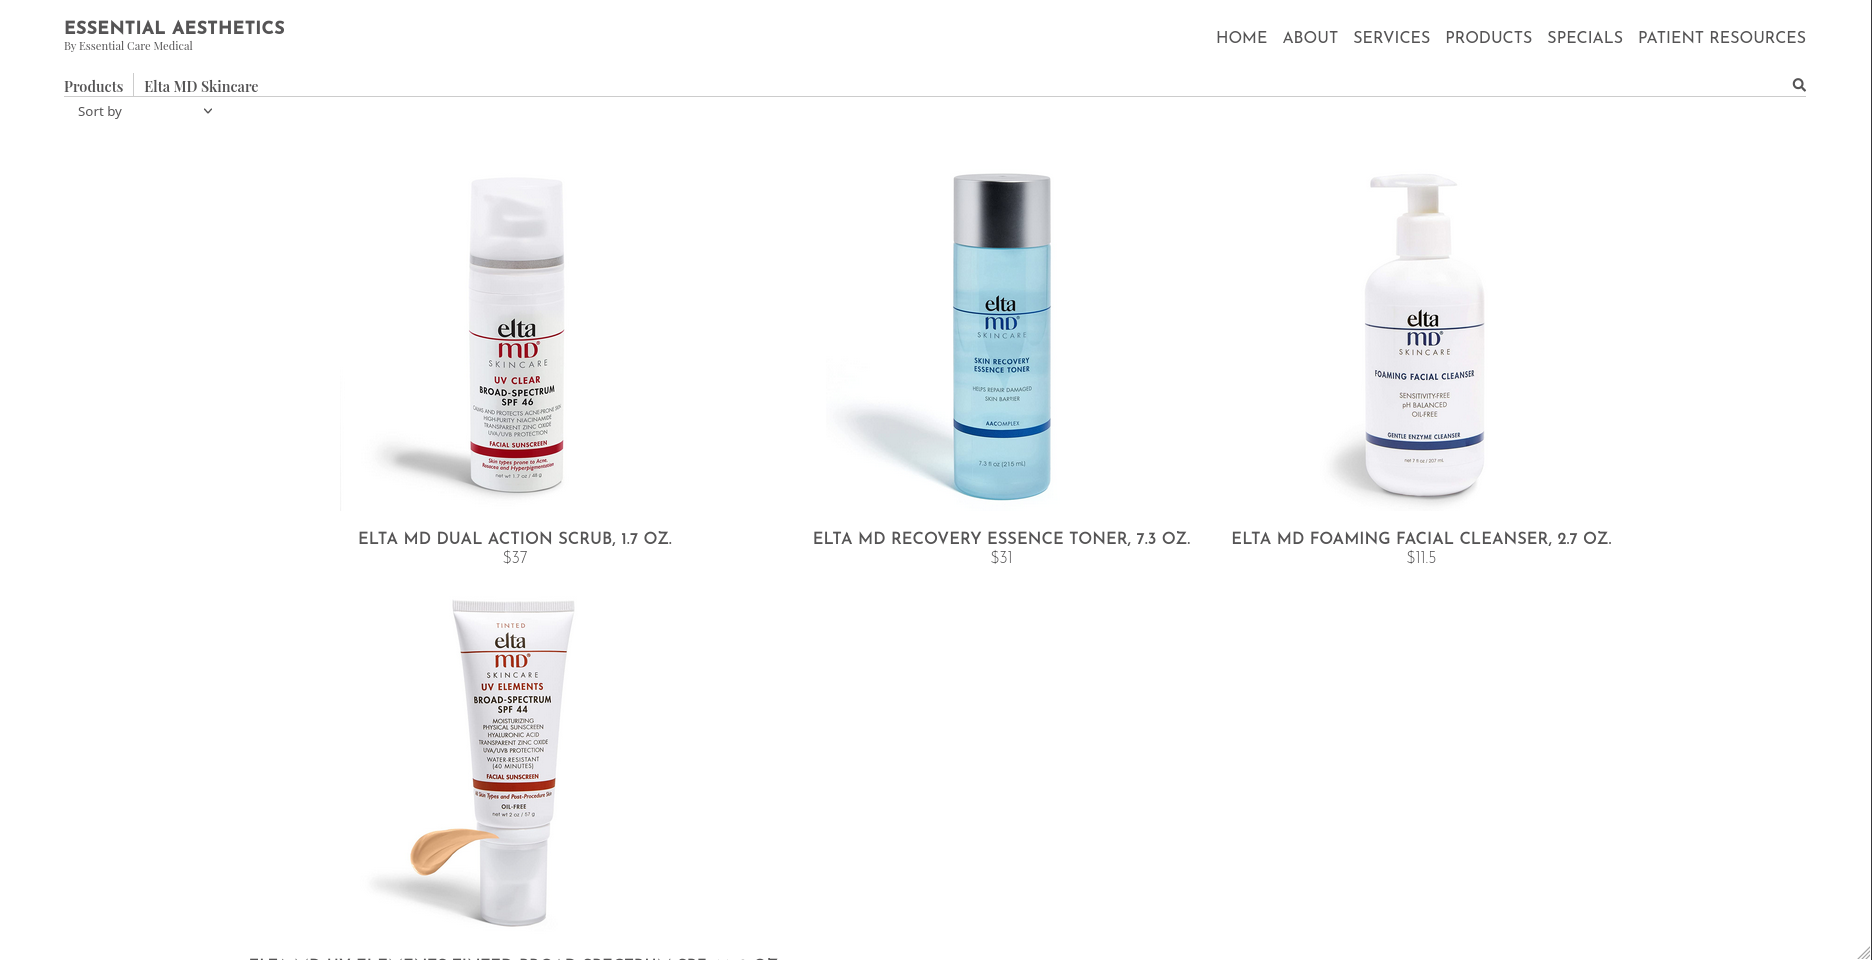 ESSENTIAL AESTHETICS
By Essential Care Medical
HOME ABOUT SERVICES PRODUCTS SPECIALS PATIENT RESOURCES
Products Elta MD Skincare
Sort by
elta
MD®
SKINCARE
UV CLEAR
BROAD-SPECTRUM
SPF 46
CALMS AND PROTECTS ACNE-PRONE SKIN
HIGH-PURITY NIACINAMIDE
TRANSPARENT ZINC OXIDE
UVA/UVB PROTECTION
FACIAL SUNSCREEN
Skin types prone to Acne,
Rosacea and Hyperpigmentation
net wt 1.7 oz / 48 g
ELTA MD DUAL ACTION SCRUB, 1.7 OZ.
$37
elta
MD®
SKINCARE
SKIN RECOVERY
ESSENCE TONER
HELPS REPAIR DAMAGED
SKIN BARRIER
AACOMPLEX
7.3 fl oz (215 mL)
ELTA MD RECOVERY ESSENCE TONER, 7.3 OZ.
$31
elta
MD®
SKINCARE
FOAMING FACIAL CLEANSER
SENSITIVITY-FREE
pH BALANCED
OIL-FREE
GENTLE ENZYME CLEANSER
net 7 fl oz / 207 mL
ELTA MD FOAMING FACIAL CLEANSER, 2.7 OZ.
$11.5
TINTED
elta
MD®
SKINCARE
UV ELEMENTS
BROAD-SPECTRUM
SPF 44
MOISTURIZING
PHYSICAL SUNSCREEN
HYALURONIC ACID
TRANSPARENT ZINC OXIDE
UVA/UVB PROTECTION
WATER-RESISTANT
(40 MINUTES)
FACIAL SUNSCREEN
Skin Types and Post-Procedure Skin
OIL-FREE
net wt 2 oz / 57 g